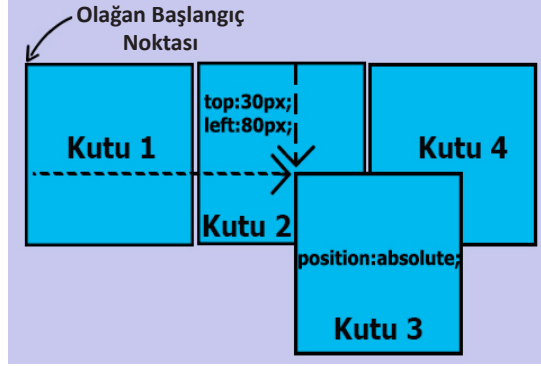 Olağan Başlangıç
Noktası
Kutu 1
top:30px;
left:80px;
Kutu 2
Kutu 4
position:absolute;
Kutu 3